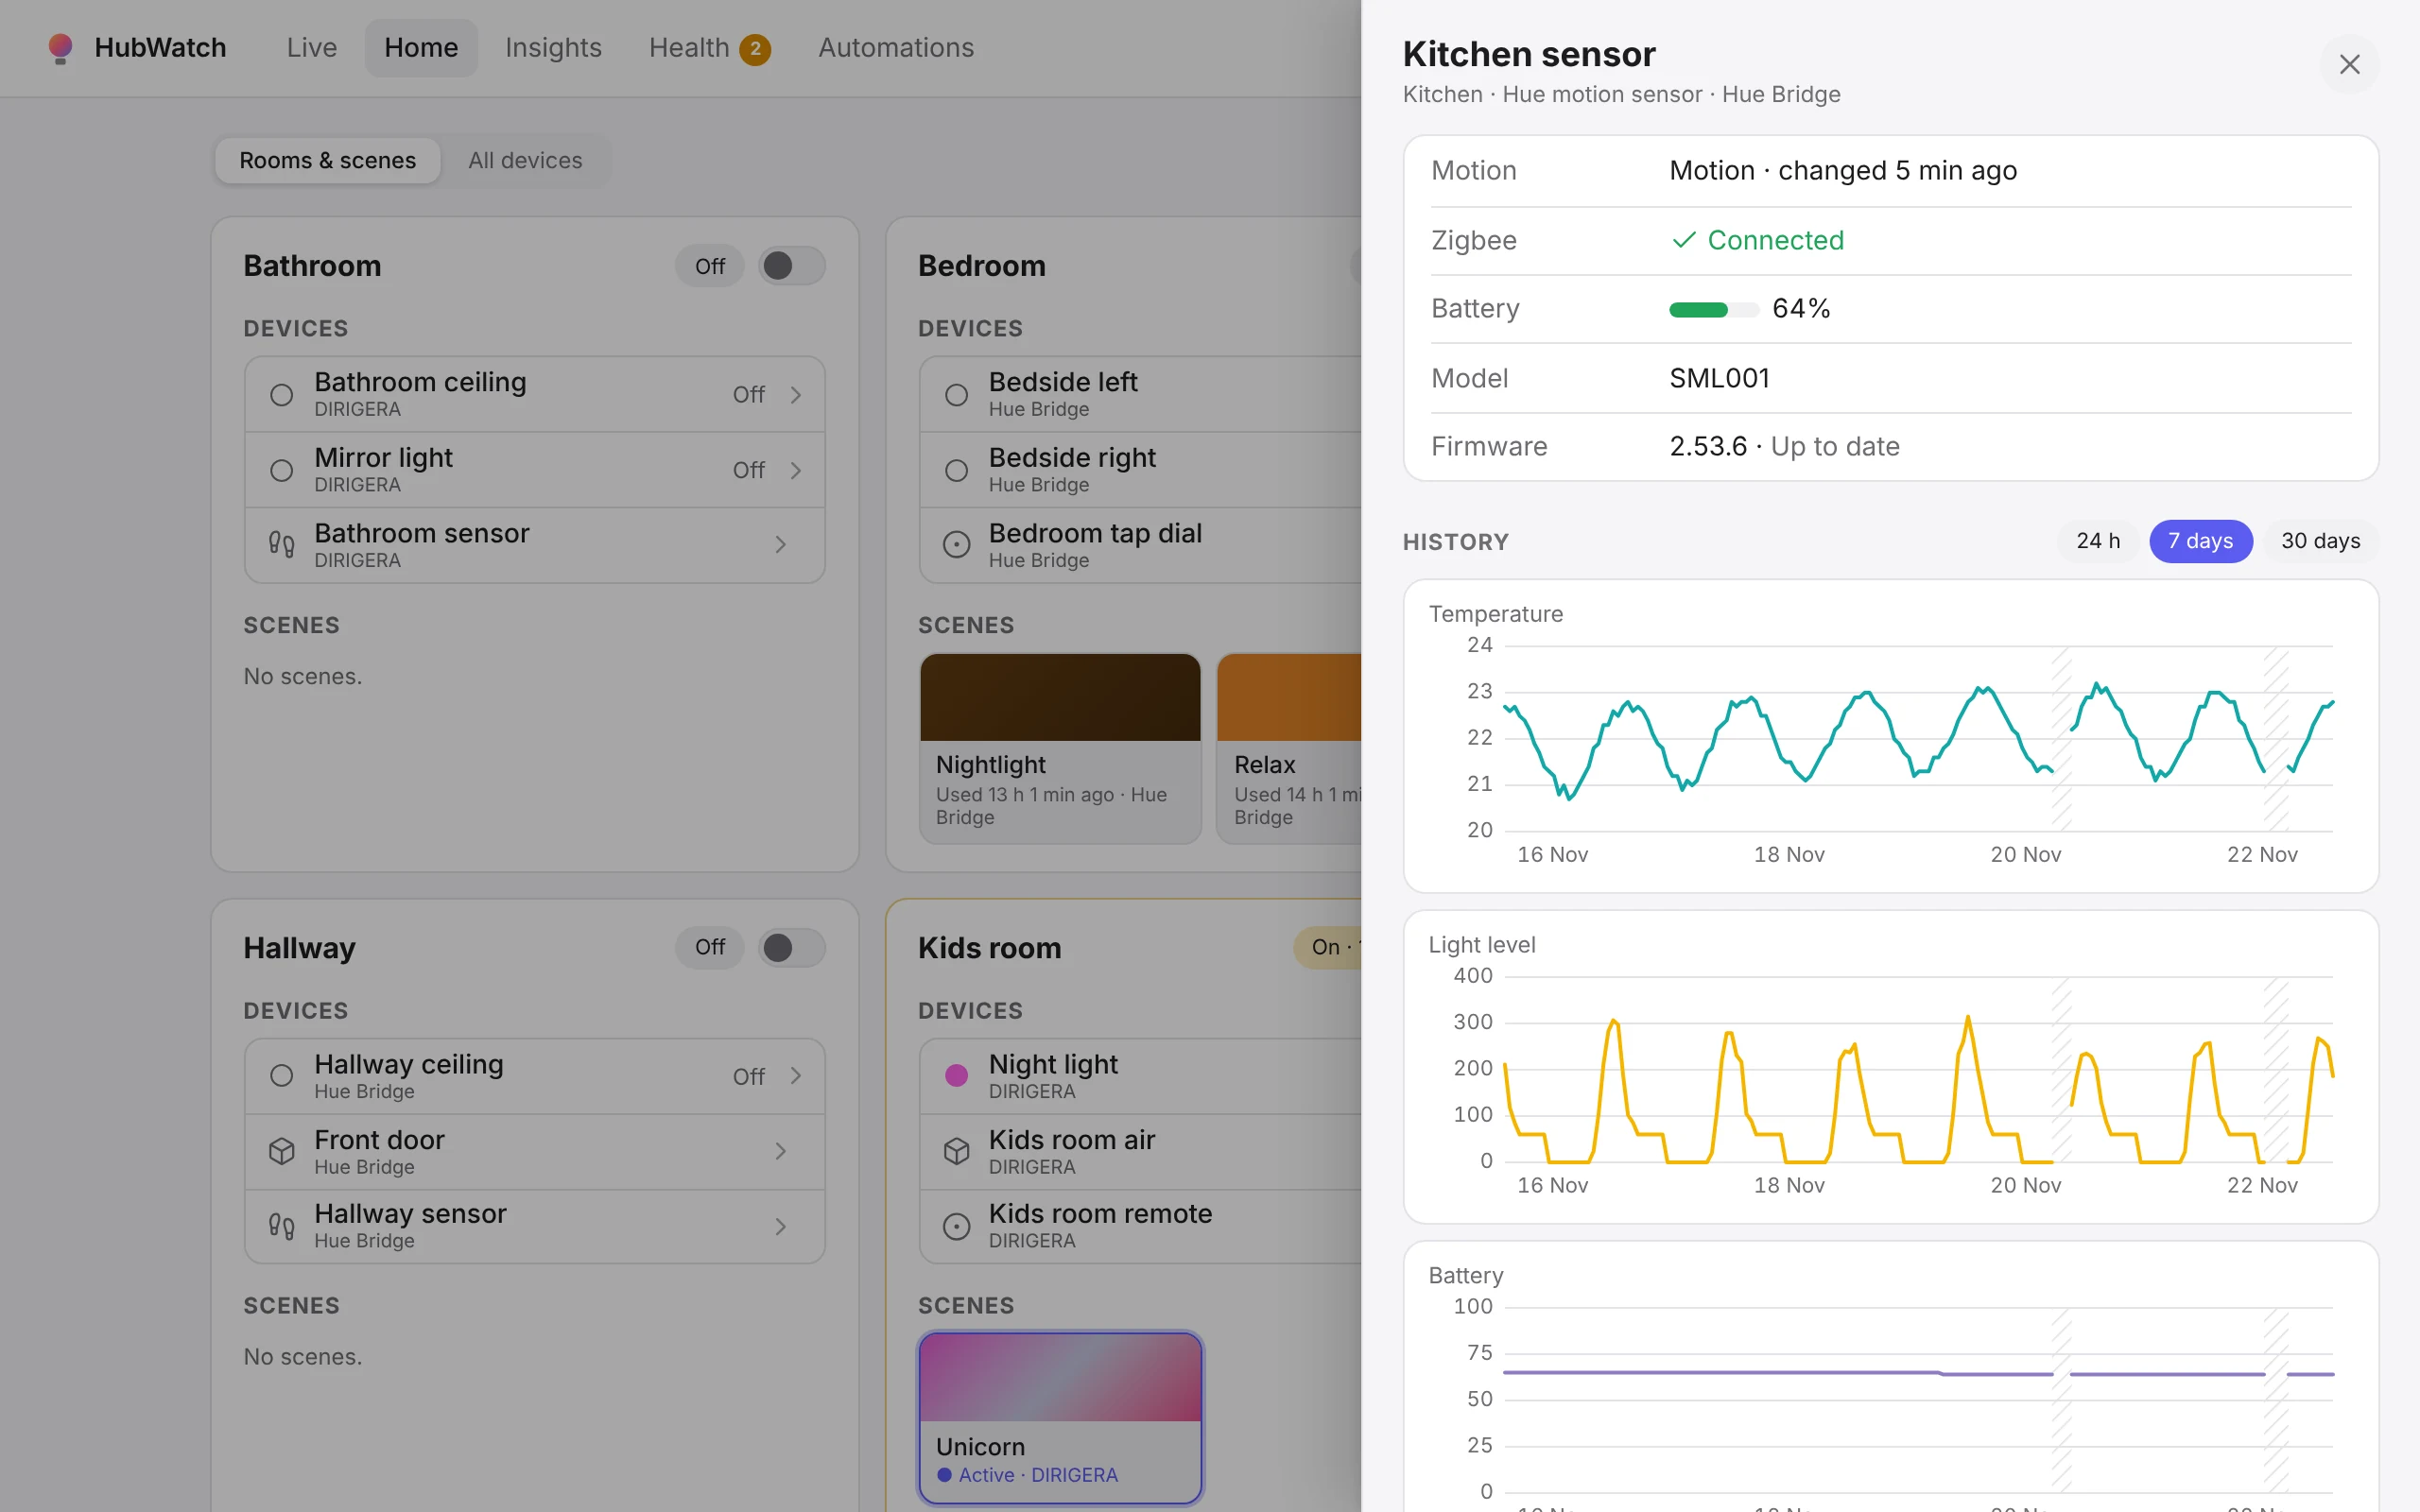 HubWatch
Live
Home
Insights
Health 2
Automations
Rooms & scenes
All devices
Bathroom
Off
DEVICES
Bathroom ceiling
DIRIGERA
Off
Mirror light
DIRIGERA
Off
Bathroom sensor
DIRIGERA
SCENES
No scenes.
Bedroom
DEVICES
Bedside left
Hue Bridge
Bedside right
Hue Bridge
Bedroom tap dial
Hue Bridge
SCENES
Nightlight
Used 13 h 1 min ago · Hue
Bridge
Relax
Used 14 h 1 mi
Bridge
Hallway
Off
DEVICES
Hallway ceiling
Hue Bridge
Off
Front door
Hue Bridge
Hallway sensor
Hue Bridge
SCENES
No scenes.
Kids room
On ·
DEVICES
Night light
DIRIGERA
Kids room air
DIRIGERA
Kids room remote
DIRIGERA
SCENES
Unicorn
Active · DIRIGERA
Kitchen sensor
Kitchen · Hue motion sensor · Hue Bridge
Motion
Motion · changed 5 min ago
Zigbee
Connected
Battery
64%
Model
SML001
Firmware
2.53.6 · Up to date
HISTORY
24 h
7 days
30 days
Temperature
24
23
22
21
20
16 Nov
18 Nov
20 Nov
22 Nov
Light level
400
300
200
100
0
16 Nov
18 Nov
20 Nov
22 Nov
Battery
100
75
50
25
0